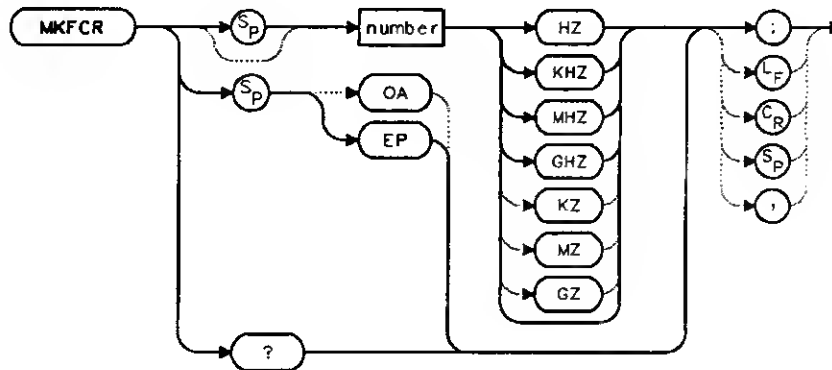 MKFCR
SP
number
HZ
;
KHZ
LF
SP
OA
MHZ
CR
EP
GHZ
SP
KZ
,
MZ
GZ
?